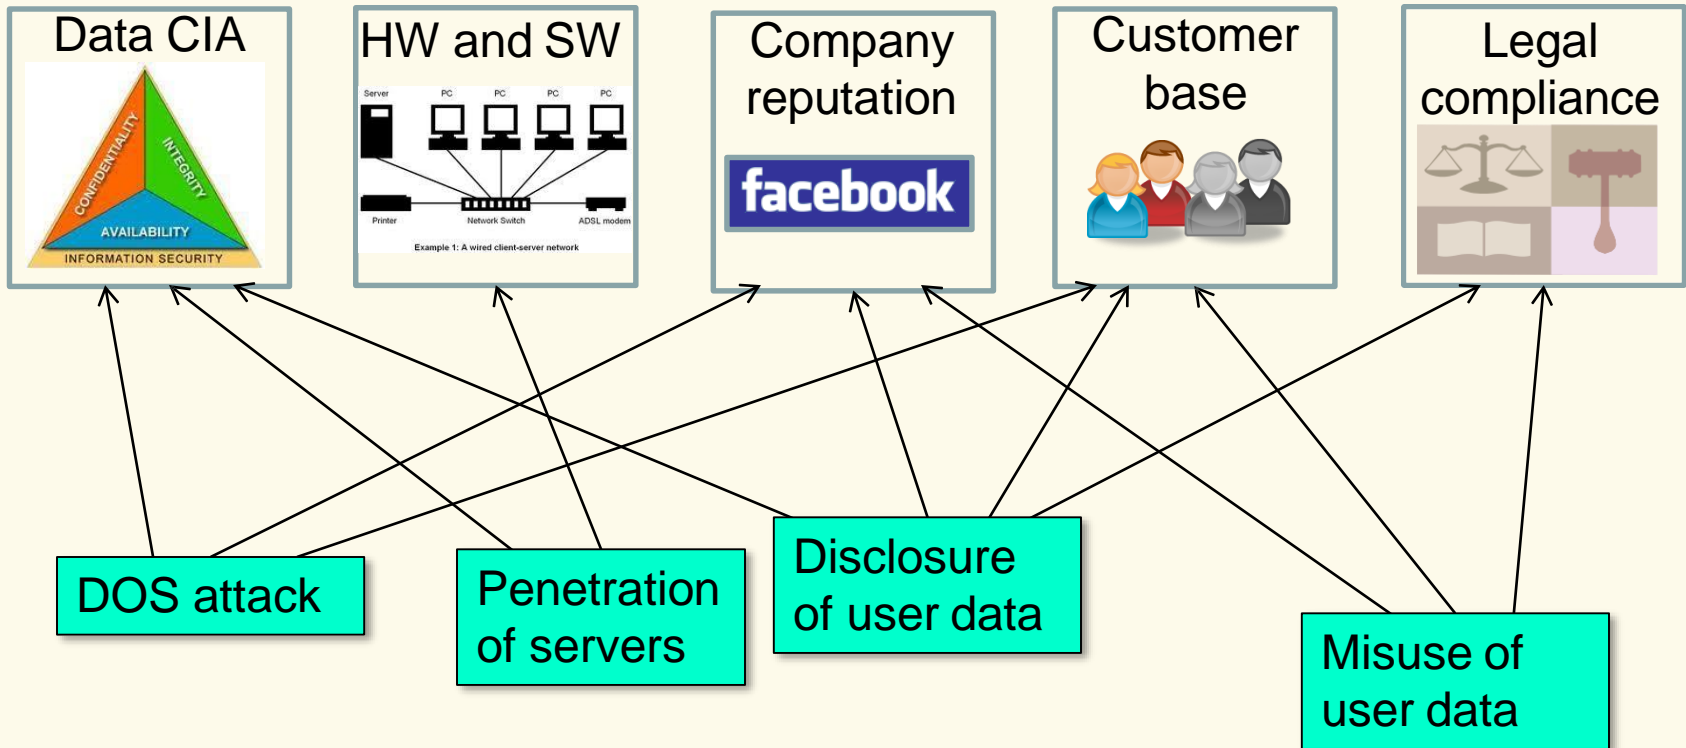 Data CIA
CONFIDENTIALITY
INTEGRITY
AVAILABILITY
INFORMATION SECURITY
HW and SW
Server
PC
PC
PC
PC
Printer
Network Switch
ADSL modem
Example 1: A wired client-server network
Company
reputation
facebook
Customer
base
Legal
compliance
DOS attack
Penetration
of servers
Disclosure
of user data
Misuse of
user data